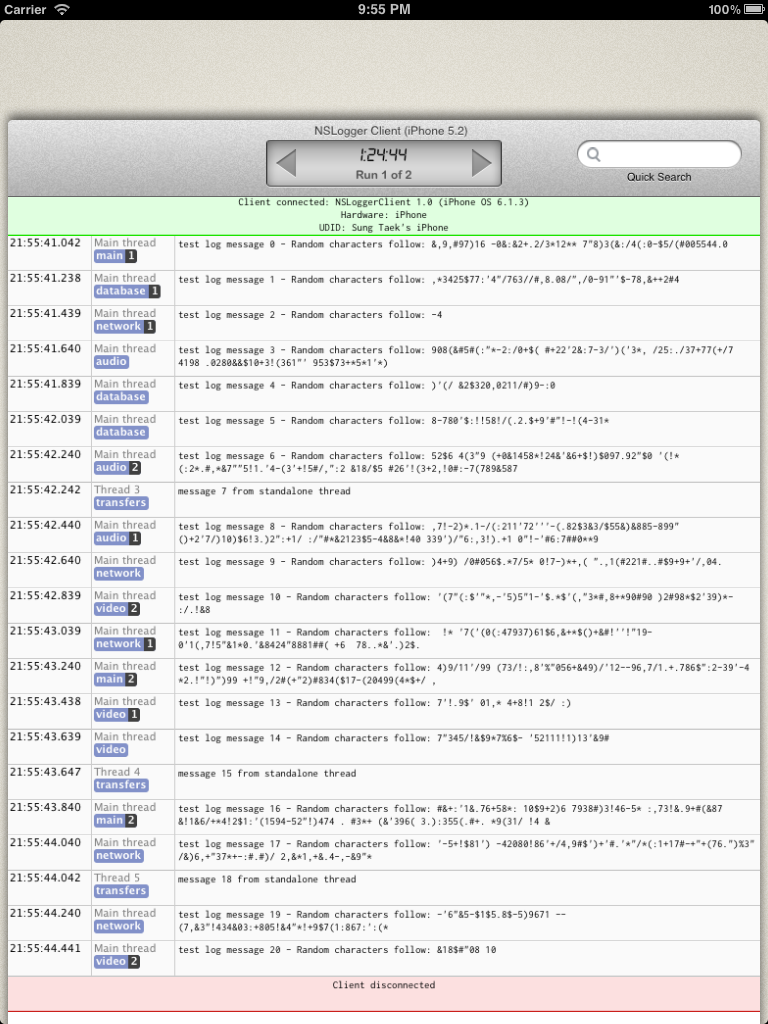 Carrier 9:55 PM 100%
NSLogger Client (iPhone 5.2)
1:24:44
Run 1 of 2
Quick Search
Client connected: NSLoggerClient 1.0 (iPhone OS 6.1.3)
Hardware: iPhone
UDID: Sung Taek's iPhone
21:55:41.042 Main thread test log message 0 - Random characters follow: &,9,#97)16 -0&:&2+.2/3*12** 7"8)3(&:/4(:0-$5/(#005544.0
main 1
21:55:41.238 Main thread test log message 1 - Random characters follow: ,*3425$77:'4"/763//#,8.08/",/0-91"'$-78,&++2#4
database 1
21:55:41.439 Main thread test log message 2 - Random characters follow: -4
network 1
21:55:41.640 Main thread test log message 3 - Random characters follow: 908(&#5#(:"*-2:/0+$( #+22'2&:7-3/')('3*, /25:./37+77(+/7
audio 4198 .0280&&$10+3!(361"' 953$73+*5*1'*)
21:55:41.839 Main thread test log message 4 - Random characters follow: )'(/ &2$320,0211/#)9-:0
database
21:55:42.039 Main thread test log message 5 - Random characters follow: 8-780'$:!!58!/(.2.$+9'#"!-!(4-31*
database
21:55:42.240 Main thread test log message 6 - Random characters follow: 52$6 4(3"9 (+0&1458*!24&'&6+$!)$097.92"$0 '(!*
audio 2 (:2*.#,*&7""5!1.'4-(3'+!5#/,":2 &18/$5 #26'!(3+2,!0#:-7(789&587
21:55:42.242 Thread 3 message 7 from standalone thread
transfers
21:55:42.440 Main thread test log message 8 - Random characters follow: ,7!-2)*.1-/(:211'72'''-(.82$3&3/$55&)&885-899"
audio 1 ()+2'7/)10)$6!3.)2":+1/ :/"#*&2123$5-4&8&*!40 339')/"6:,3!).+1 0"!-'#6:7##0**9
21:55:42.640 Main thread test log message 9 - Random characters follow: )4+9) /0#056$.*7/5* 0!7-)*+,( ".,1(#221#..#$9+9+'/,04.
network
21:55:42.839 Main thread test log message 10 - Random characters follow: '(7"(:$'"*,-'5)5"1-'$.*$'(,"3*#,8+*90#90 )2#98*$2'39)*-
video 2 :/.!&8
21:55:43.039 Main thread test log message 11 - Random characters follow: !* '7('(0(:47937)61$6,&+*$()+&#!''!"19-
network 1 0'1(,7!5"&1*0.'&8424"8881##( +6 78..*&'.)2$.
21:55:43.240 Main thread test log message 12 - Random characters follow: 4)9/11'/99 (73/!:,8'%"056+&49)/'12--96,7/1.+.786$":2-39'-4
main 2 *2.!"!)")99 +!"9,/2#(+"2)#834($17-(20499(4*$+/ ,
21:55:43.438 Main thread test log message 13 - Random characters follow: 7'!.9$' 01,* 4+8!1 2$/ :)
video 1
21:55:43.639 Main thread test log message 14 - Random characters follow: 7"345/!&$9*7%6$- '52111!1)13'&9#
video
21:55:43.647 Thread 4 message 15 from standalone thread
transfers
21:55:43.840 Main thread test log message 16 - Random characters follow: #&+:'1&.76+58*: 10$9+2)6 7938#)3!46-5* :,73!&.9+#(&87
main 2 &!1&6/+*4!2$1:'(1594-52"!)474 . #3*+ (&'396( 3.):355(.#+. *9(31/ !4 &
21:55:44.040 Main thread test log message 17 - Random characters follow: '-5+!$81') -42080!86'+/4,9#$')+'#.'*"/*(:1+17#-+"+(76.")%3"
network /&)6,+"37*+-:#.#)/ 2,&*1,+&.4-,-&9"*
21:55:44.042 Thread 5 message 18 from standalone thread
transfers
21:55:44.240 Main thread test log message 19 - Random characters follow: -'6"&5-$1$5.8$-5)9671 --
network (7,&3"!434&03:+805!&4"*!+9$7(1:867:':(*
21:55:44.441 Main thread test log message 20 - Random characters follow: &18$#"08 10
video 2
Client disconnected